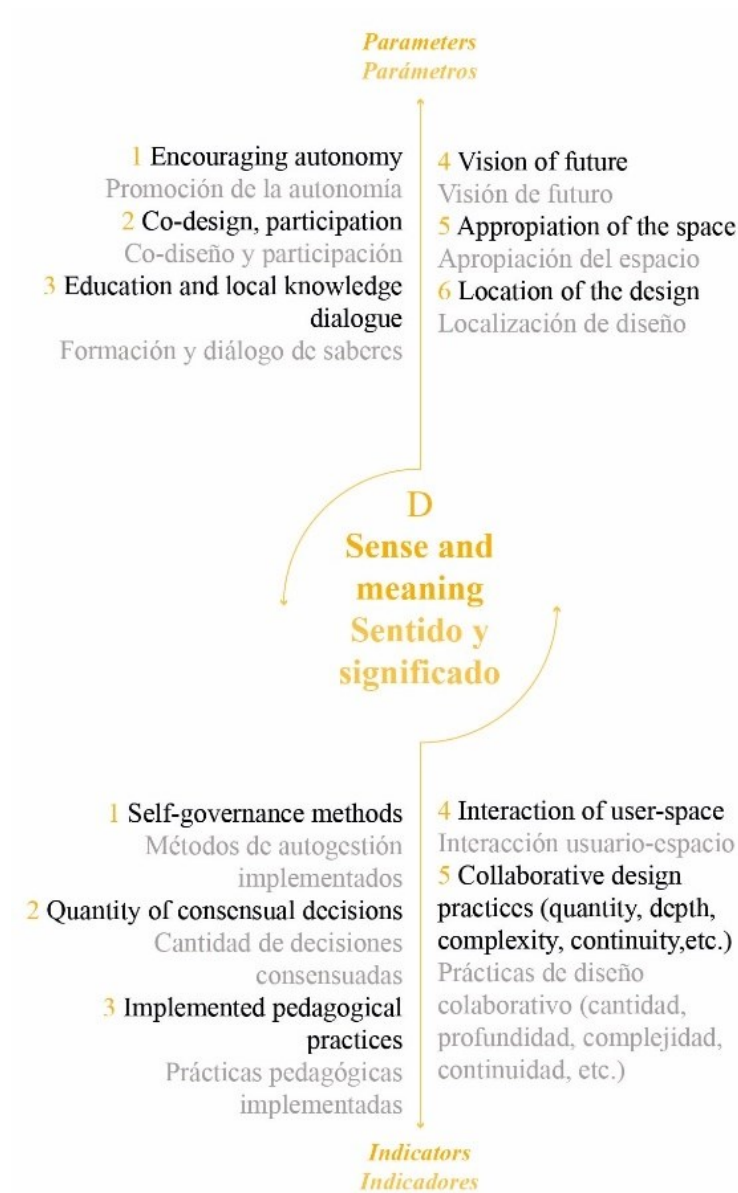 Parameters
Parámetros
1 Encouraging autonomy
Promoción de la autonomía
2 Co-design, participation
Co-diseño y participación
3 Education and local knowledge
dialogue
Formación y diálogo de saberes
4 Vision of future
Visión de futuro
5 Appropiation of the space
Apropiación del espacio
6 Location of the design
Localización de diseño
D
Sense and
meaning
Sentido y
significado
1 Self-governance methods
Métodos de autogestión
implementados
2 Quantity of consensual decisions
Cantidad de decisiones
consensuadas
3 Implemented pedagogical
practices
Prácticas pedagógicas
implementadas
4 Interaction of user-space
Interacción usuario-espacio
5 Collaborative design
practices (quantity, depth,
complexity, continuity,etc.)
Prácticas de diseño
colaborativo (cantidad,
profundidad, complejidad,
continuidad, etc.)
Indicators
Indicadores